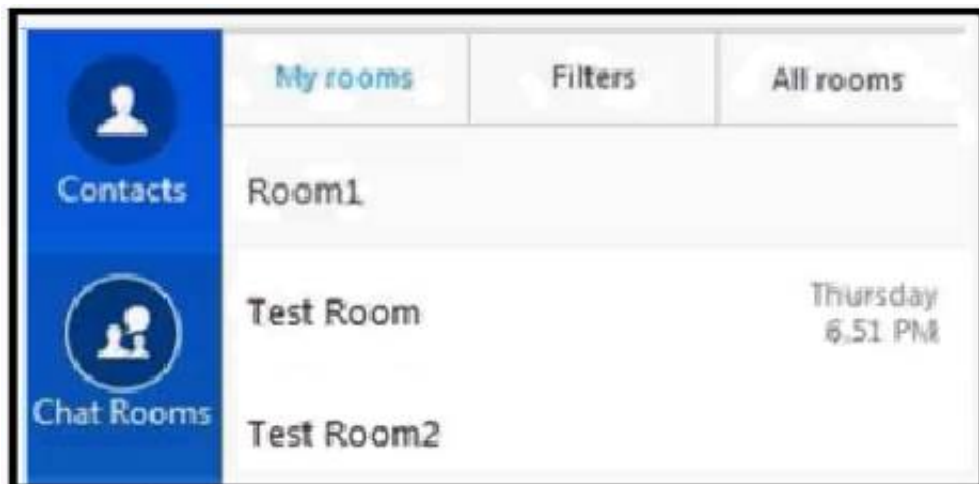 My rooms Filters All rooms
Contacts
Room1
Test Room
Thursday
6.51 PM
Chat Rooms
Test Room2